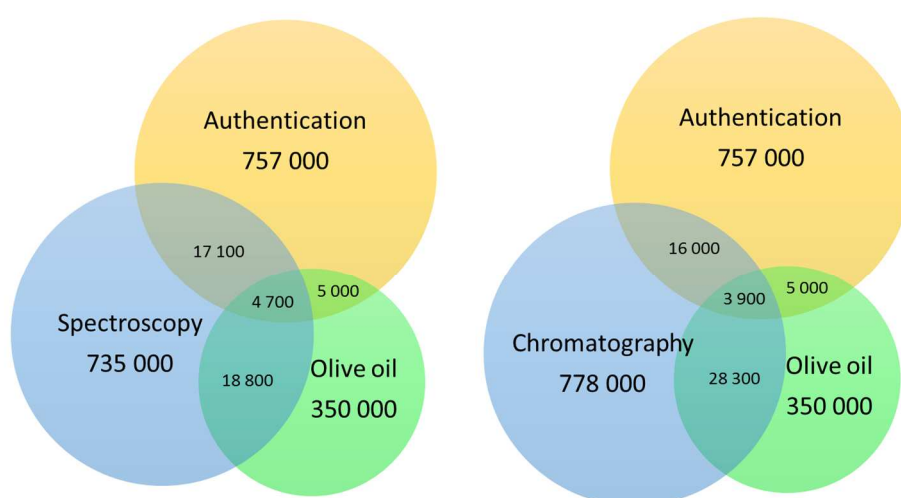 Authentication
757 000
17 100
4 700
5 000
Spectroscopy
735 000
18 800
Olive oil
350 000
Authentication
757 000
16 000
3 900
5 000
Chromatography
778 000
28 300
Olive oil
350 000